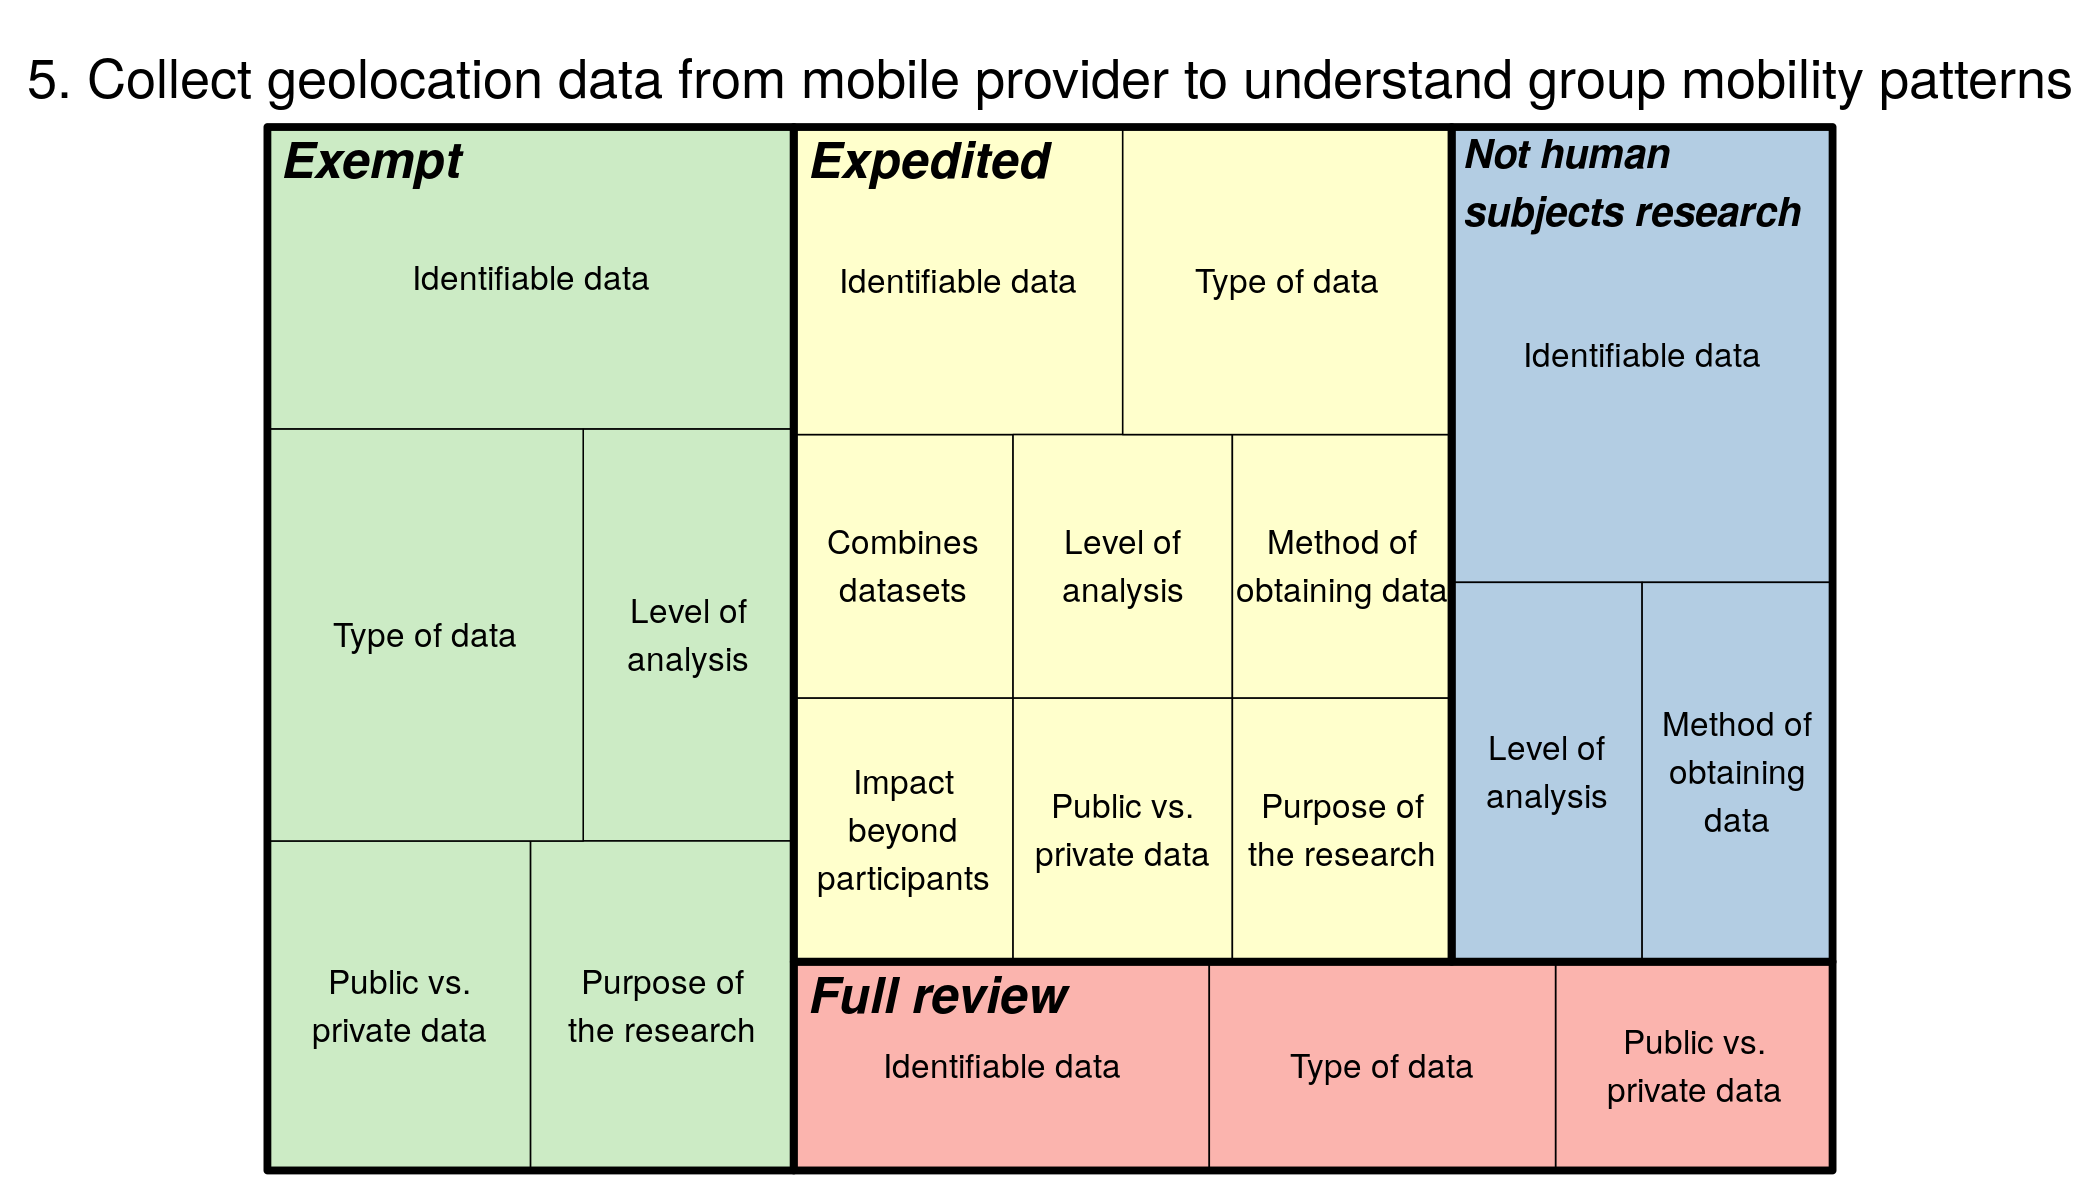 5. Collect geolocation data from mobile provider to understand group mobility patterns
Exempt
Identifiable data
Type of data
Level of
analysis
Public vs.
private data
Purpose of
the research
Expedited
Identifiable data
Type of data
Combines
datasets
Level of
analysis
Method of
obtaining data
Impact
beyond
participants
Public vs.
private data
Purpose of
the research
Not human
subjects research
Identifiable data
Level of
analysis
Method of
obtaining
data
Full review
Identifiable data
Type of data
Public vs.
private data